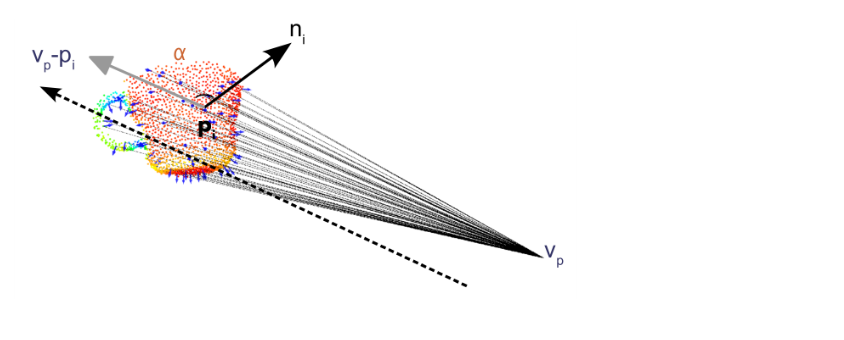 n_i
α
v_p-p_i
p_i
v_p